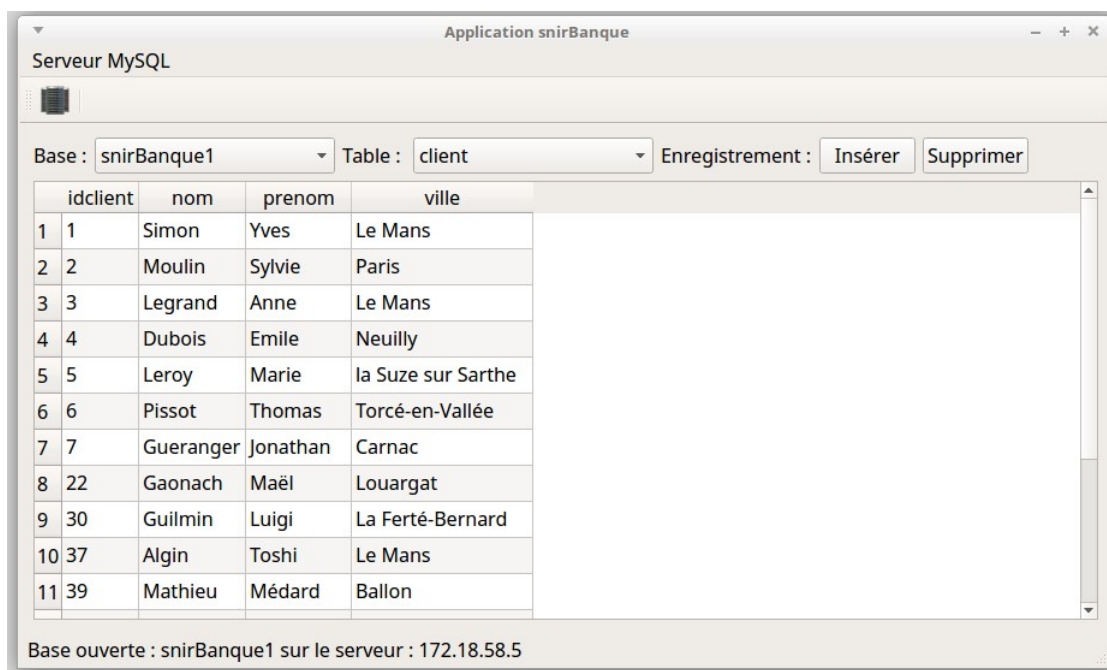 Application snirBanque
Serveur MySQL
Base : snirBanque1 Table : client Enregistrement : Insérer Supprimer
idclient nom prenom ville
1 1 Simon Yves Le Mans
2 2 Moulin Sylvie Paris
3 3 Legrand Anne Le Mans
4 4 Dubois Emile Neuilly
5 5 Leroy Marie la Suze sur Sarthe
6 6 Pissot Thomas Torcé-en-Vallée
7 7 Gueranger Jonathan Carnac
8 22 Gaonach Maël Louargat
9 30 Guilmin Luigi La Ferté-Bernard
10 37 Algin Toshi Le Mans
11 39 Mathieu Médard Ballon
Base ouverte : snirBanque1 sur le serveur : 172.18.58.5